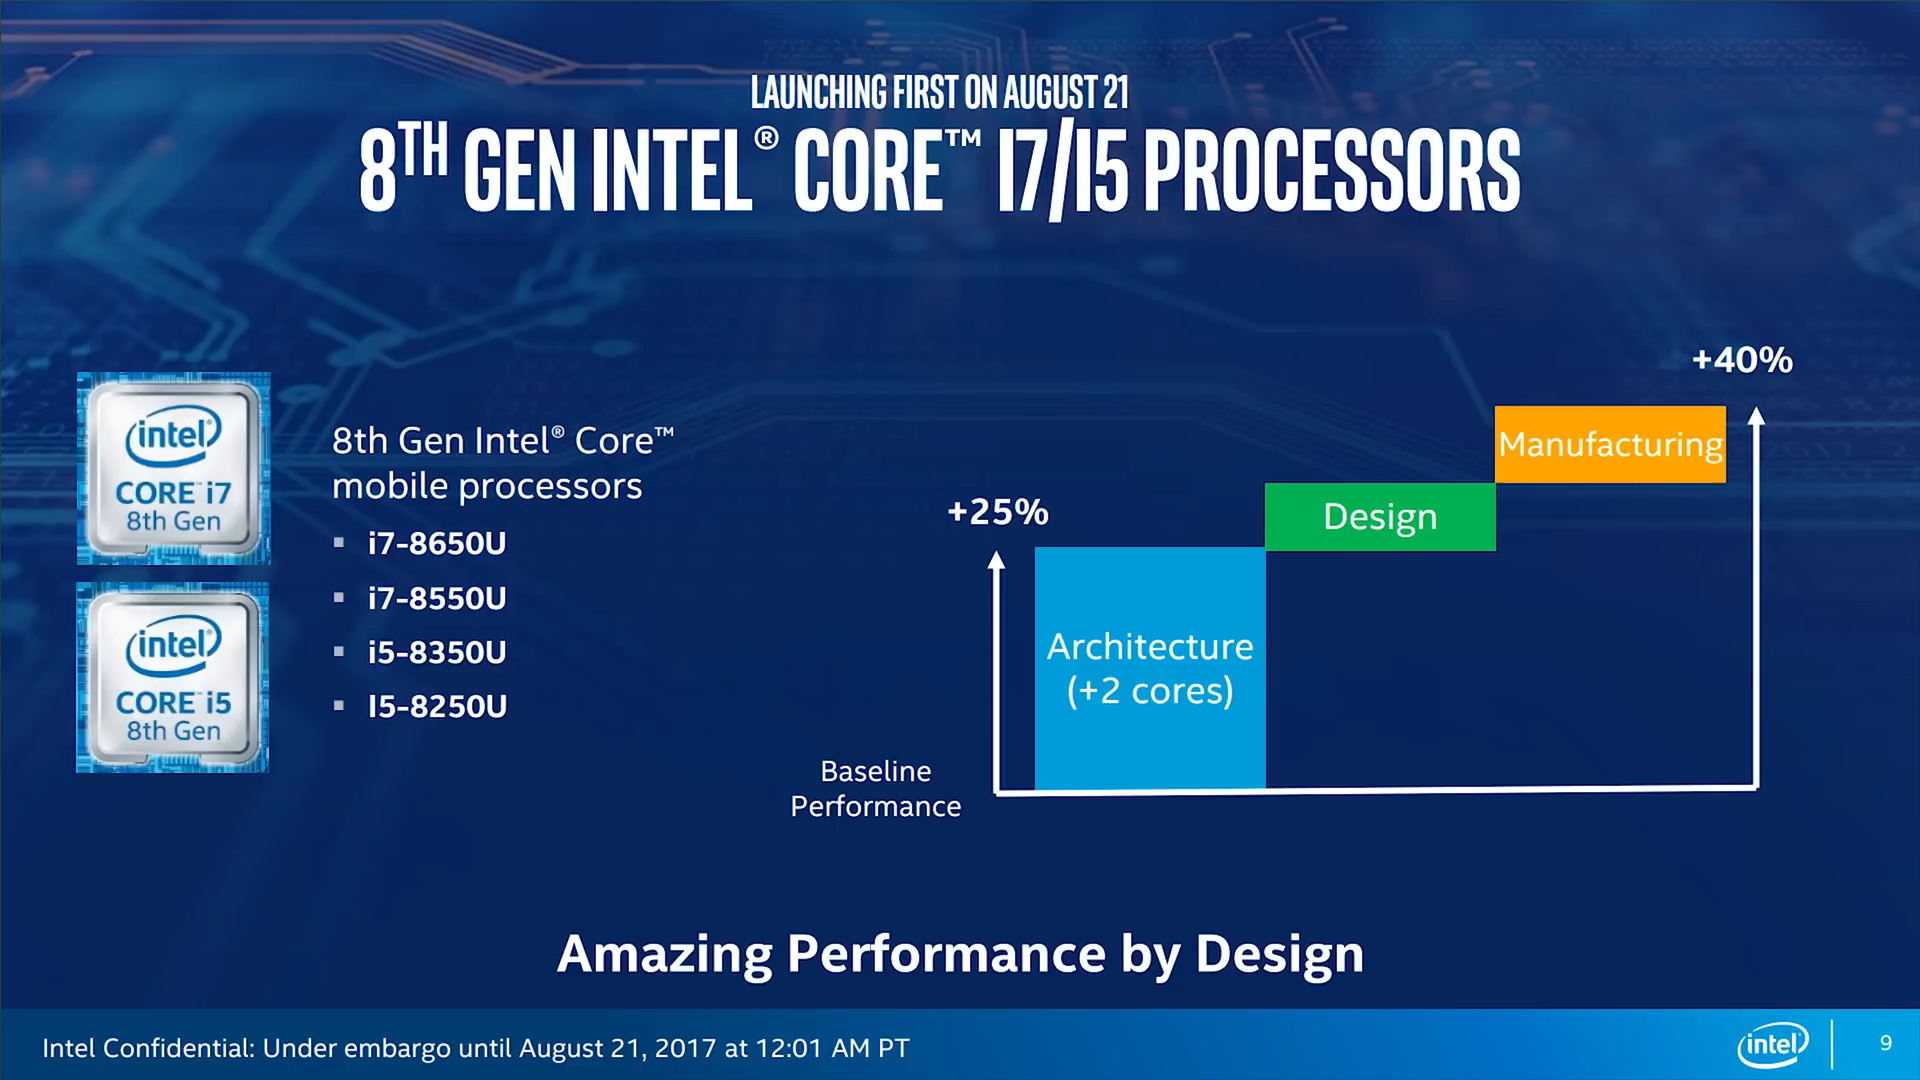 LAUNCHING FIRST ON AUGUST 21
8TH GEN INTEL® CORE™ I7/I5 PROCESSORS
intel®
CORE™ i7
8th Gen
intel®
CORE™ i5
8th Gen
8th Gen Intel® Core™
mobile processors
▪ i7-8650U
▪ i7-8550U
▪ i5-8350U
▪ I5-8250U
+25%
+40%
Manufacturing
Design
Architecture
(+2 cores)
Baseline
Performance
Amazing Performance by Design
Intel Confidential: Under embargo until August 21, 2017 at 12:01 AM PT
intel®
9